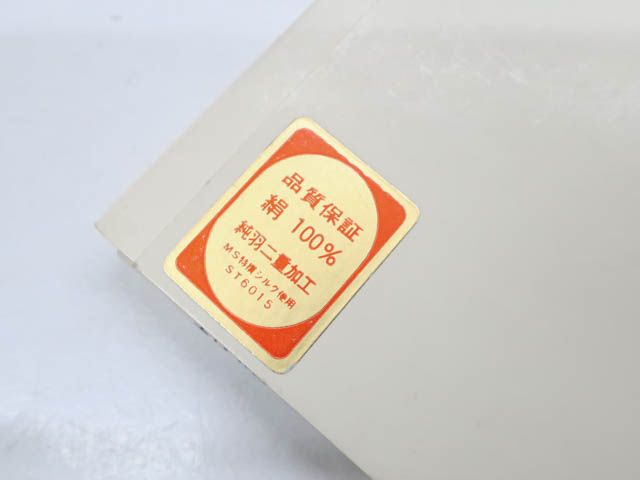 品質保証
絹 100%
純羽二重加工
MS特撰シルク使用
ST6015